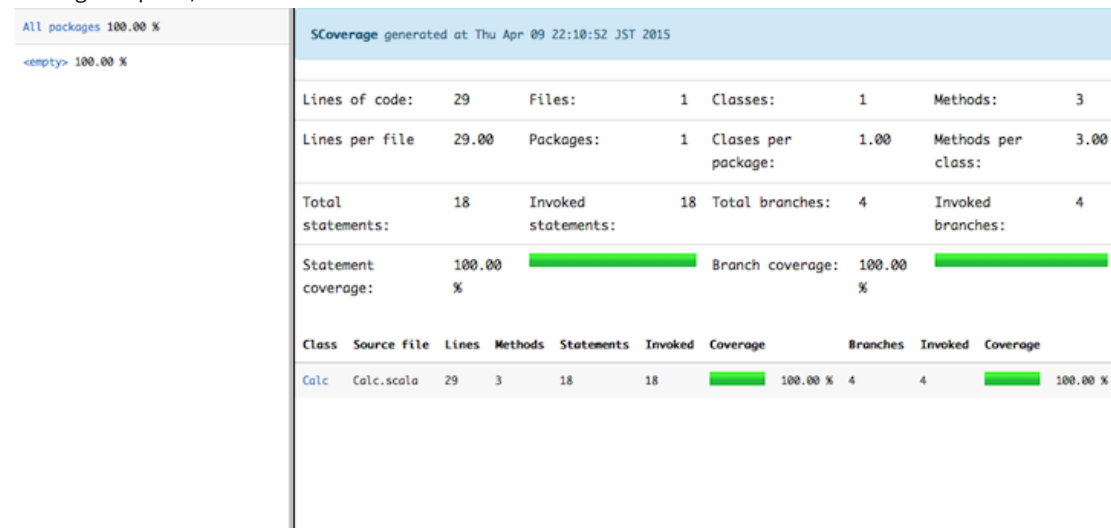 All packages 100.00 %
<empty> 100.00 %
SCoverage generated at Thu Apr 09 22:10:52 JST 2015
Lines of code: 29 Files: 1 Classes: 1 Methods: 3
Lines per file 29.00 Packages: 1 Clases per package: 1.00 Methods per class: 3.00
Total statements: 18 Invoked statements: 18 Total branches: 4 Invoked branches: 4
Statement coverage: 100.00 % Branch coverage: 100.00 %
Class Source file Lines Methods Statements Invoked Coverage Branches Invoked Coverage
Calc Calc.scala 29 3 18 18 100.00 % 4 4 100.00 %